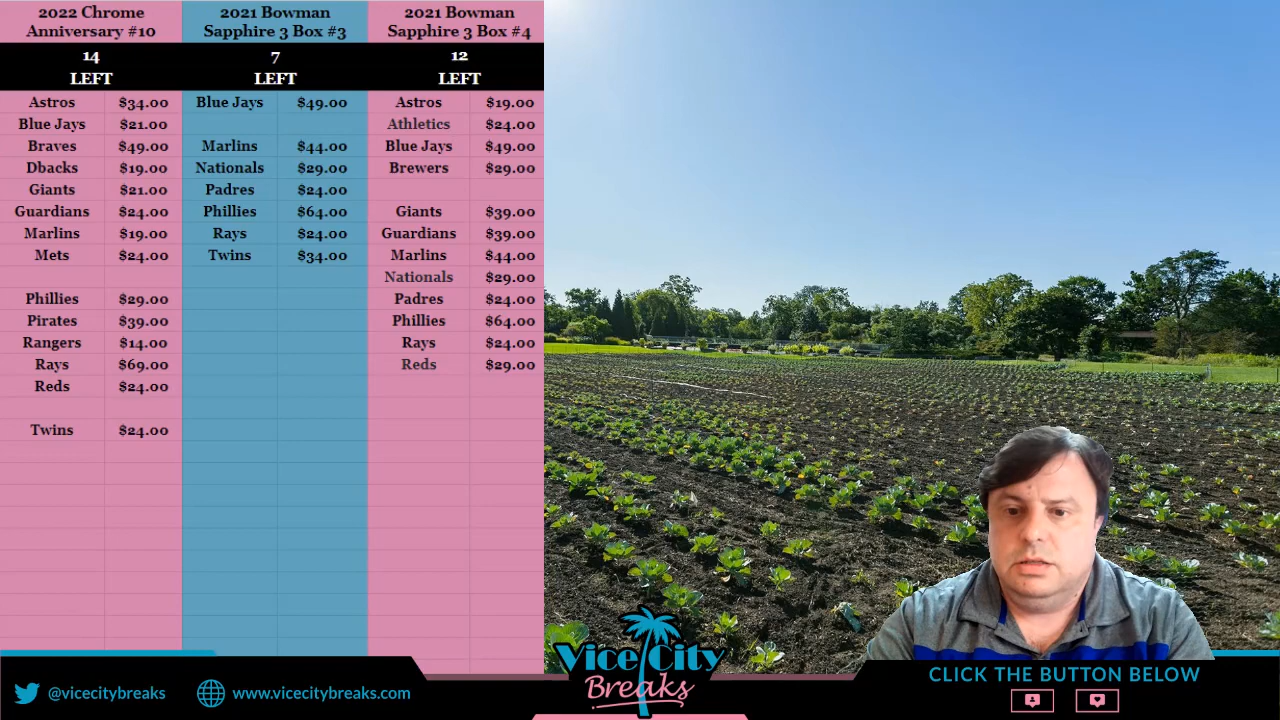 2022 Chrome
Anniversary #10
14
LEFT
Astros $34.00
Blue Jays $21.00
Braves $49.00
Dbacks $19.00
Giants $21.00
Guardians $24.00
Marlins $19.00
Mets $24.00
Phillies $29.00
Pirates $39.00
Rangers $14.00
Rays $69.00
Reds $24.00
Twins $24.00
2021 Bowman
Sapphire 3 Box #3
7
LEFT
Blue Jays $49.00
Marlins $44.00
Nationals $29.00
Padres $24.00
Phillies $64.00
Rays $24.00
Twins $34.00
2021 Bowman
Sapphire 3 Box #4
12
LEFT
Astros $19.00
Athletics $24.00
Blue Jays $49.00
Brewers $29.00
Giants $39.00
Guardians $39.00
Marlins $44.00
Nationals $29.00
Padres $24.00
Phillies $64.00
Rays $24.00
Reds $29.00
@vicecitybreaks
www.vicecitybreaks.com
Vice City
Breaks
CLICK THE BUTTON BELOW